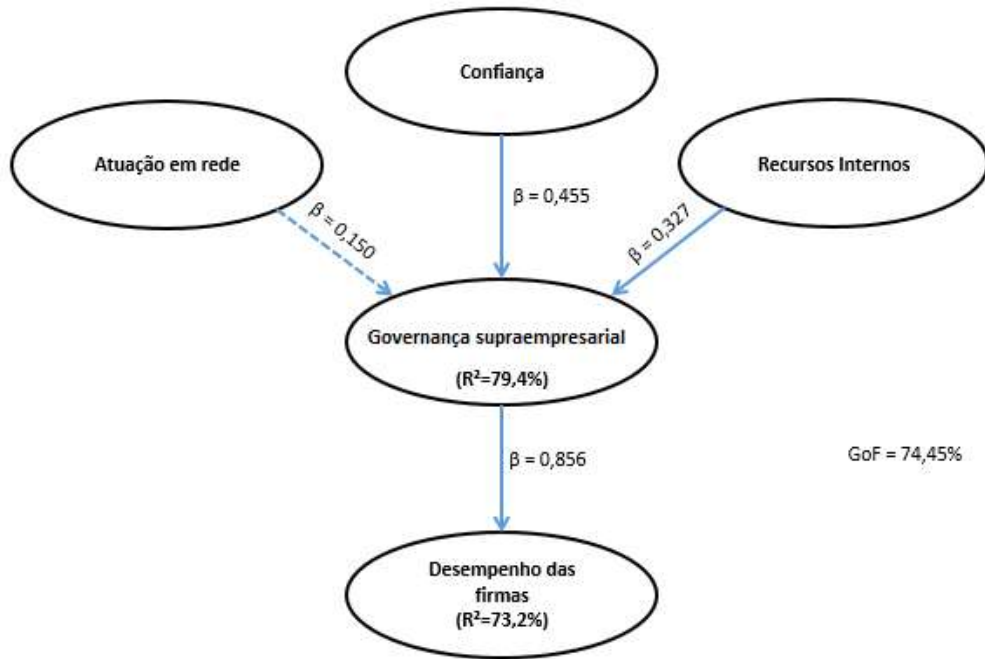 Confiança
Atuação em rede
Recursos Internos
β = 0,455
β = 0,150
β = 0,327
Governança supraempresarial
(R²=79,4%)
β = 0,856
GoF = 74,45%
Desempenho das
firmas
(R²=73,2%)